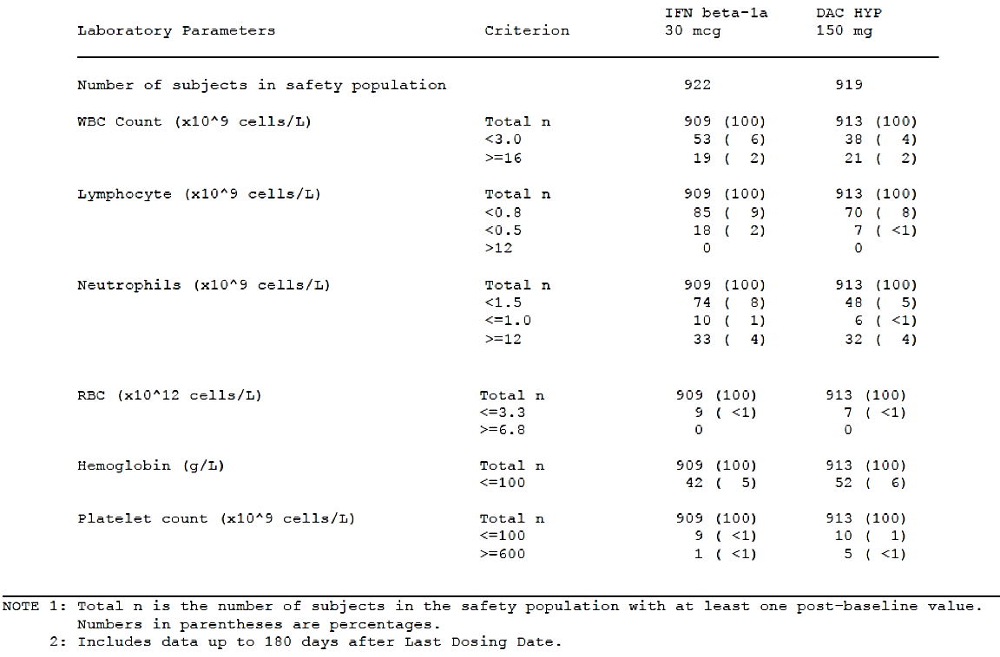 IFN beta-1a DAC HYP
Laboratory Parameters Criterion 30 mcg 150 mg
Number of subjects in safety population 922 919
WBC Count (x10^9 cells/L) Total n 909 (100) 913 (100)
<3.0 53 ( 6) 38 ( 4)
>=16 19 ( 2) 21 ( 2)
Lymphocyte (x10^9 cells/L) Total n 909 (100) 913 (100)
<0.8 85 ( 9) 70 ( 8)
<0.5 18 ( 2) 7 ( <1)
>12 0 0
Neutrophils (x10^9 cells/L) Total n 909 (100) 913 (100)
<1.5 74 ( 8) 48 ( 5)
<=1.0 10 ( 1) 6 ( <1)
>=12 33 ( 4) 32 ( 4)
RBC (x10^12 cells/L) Total n 909 (100) 913 (100)
<=3.3 9 ( <1) 7 ( <1)
>=6.8 0 0
Hemoglobin (g/L) Total n 909 (100) 913 (100)
<=100 42 ( 5) 52 ( 6)
Platelet count (x10^9 cells/L) Total n 909 (100) 913 (100)
<=100 9 ( <1) 10 ( 1)
>=600 1 ( <1) 5 ( <1)
NOTE 1: Total n is the number of subjects in the safety population with at least one post-baseline value.
Numbers in parentheses are percentages.
2: Includes data up to 180 days after Last Dosing Date.